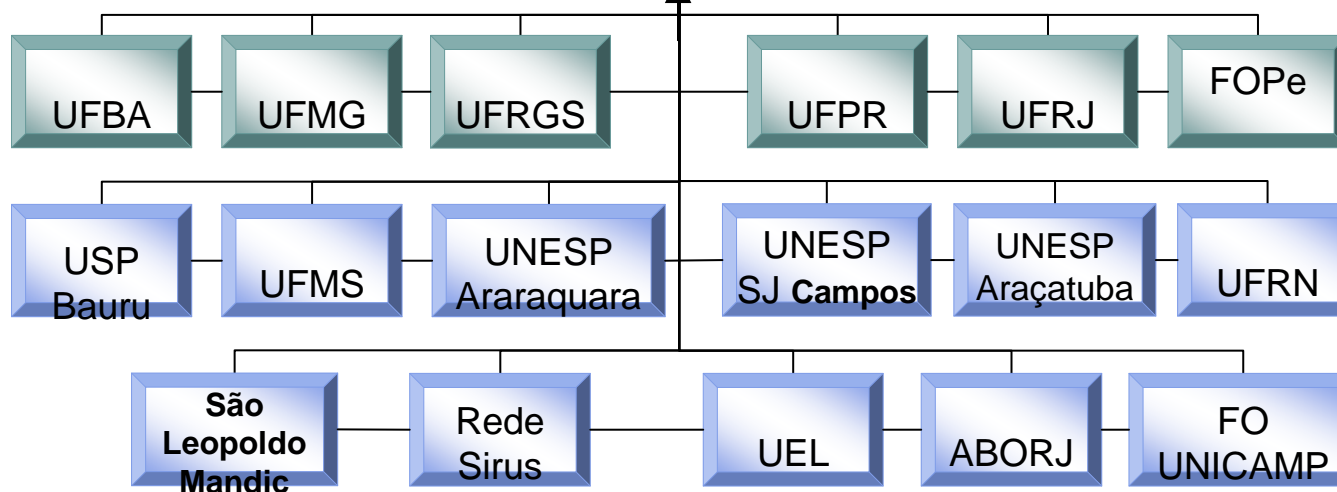 UFBA
UFMG
UFRGS
UFPR
UFRJ
FOPe
USP
Bauru
UFMS
UNESP
Araraquara
UNESP
SJ Campos
UNESP
Araçatuba
UFRN
São
Leopoldo
Mandic
Rede
Sirus
UEL
ABORJ
FO
UNICAMP